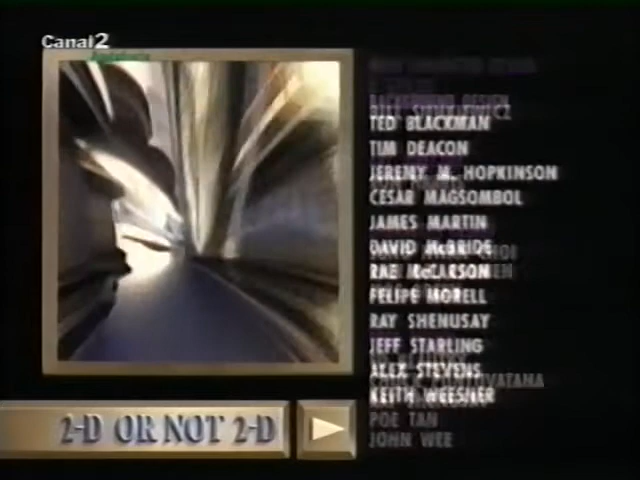 Canal2
Andalucía
TED BLACKMAN
TIM DEACON
JEREMY M. HOPKINSON
CESAR MAGSOMBOL
JAMES MARTIN
DAVID McBRIDE
RAE McCARSON
FELIPE MORELL
RAY SHENUSAY
JEFF STARLING
ALEX STEVENS
KEITH WEESNER
POE TAN
JOHN WEE
2-D OR NOT 2-D